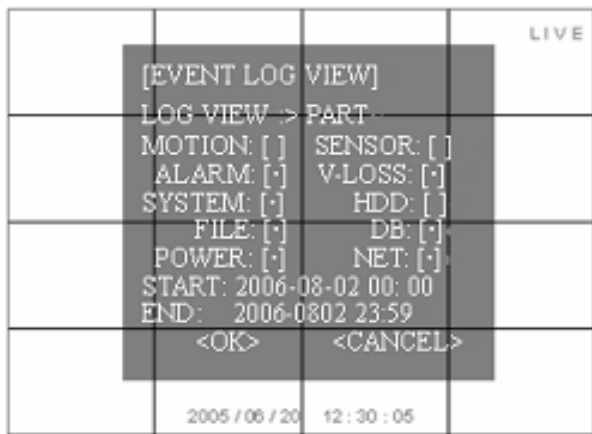 LIVE
[EVENT LOG VIEW]
LOG VIEW :> PART
MOTION: [ ] SENSOR: [ ]
ALARM: [·] V-LOSS: [·]
SYSTEM: [·] HDD: [ ]
FILE: [·] DB: [·]
POWER: [·] NET: [·]
START: 2006-08-02 00: 00
END: 2006-0802 23:59
<OK> <CANCEL>
2005 / 06 / 20 12 : 30 : 05